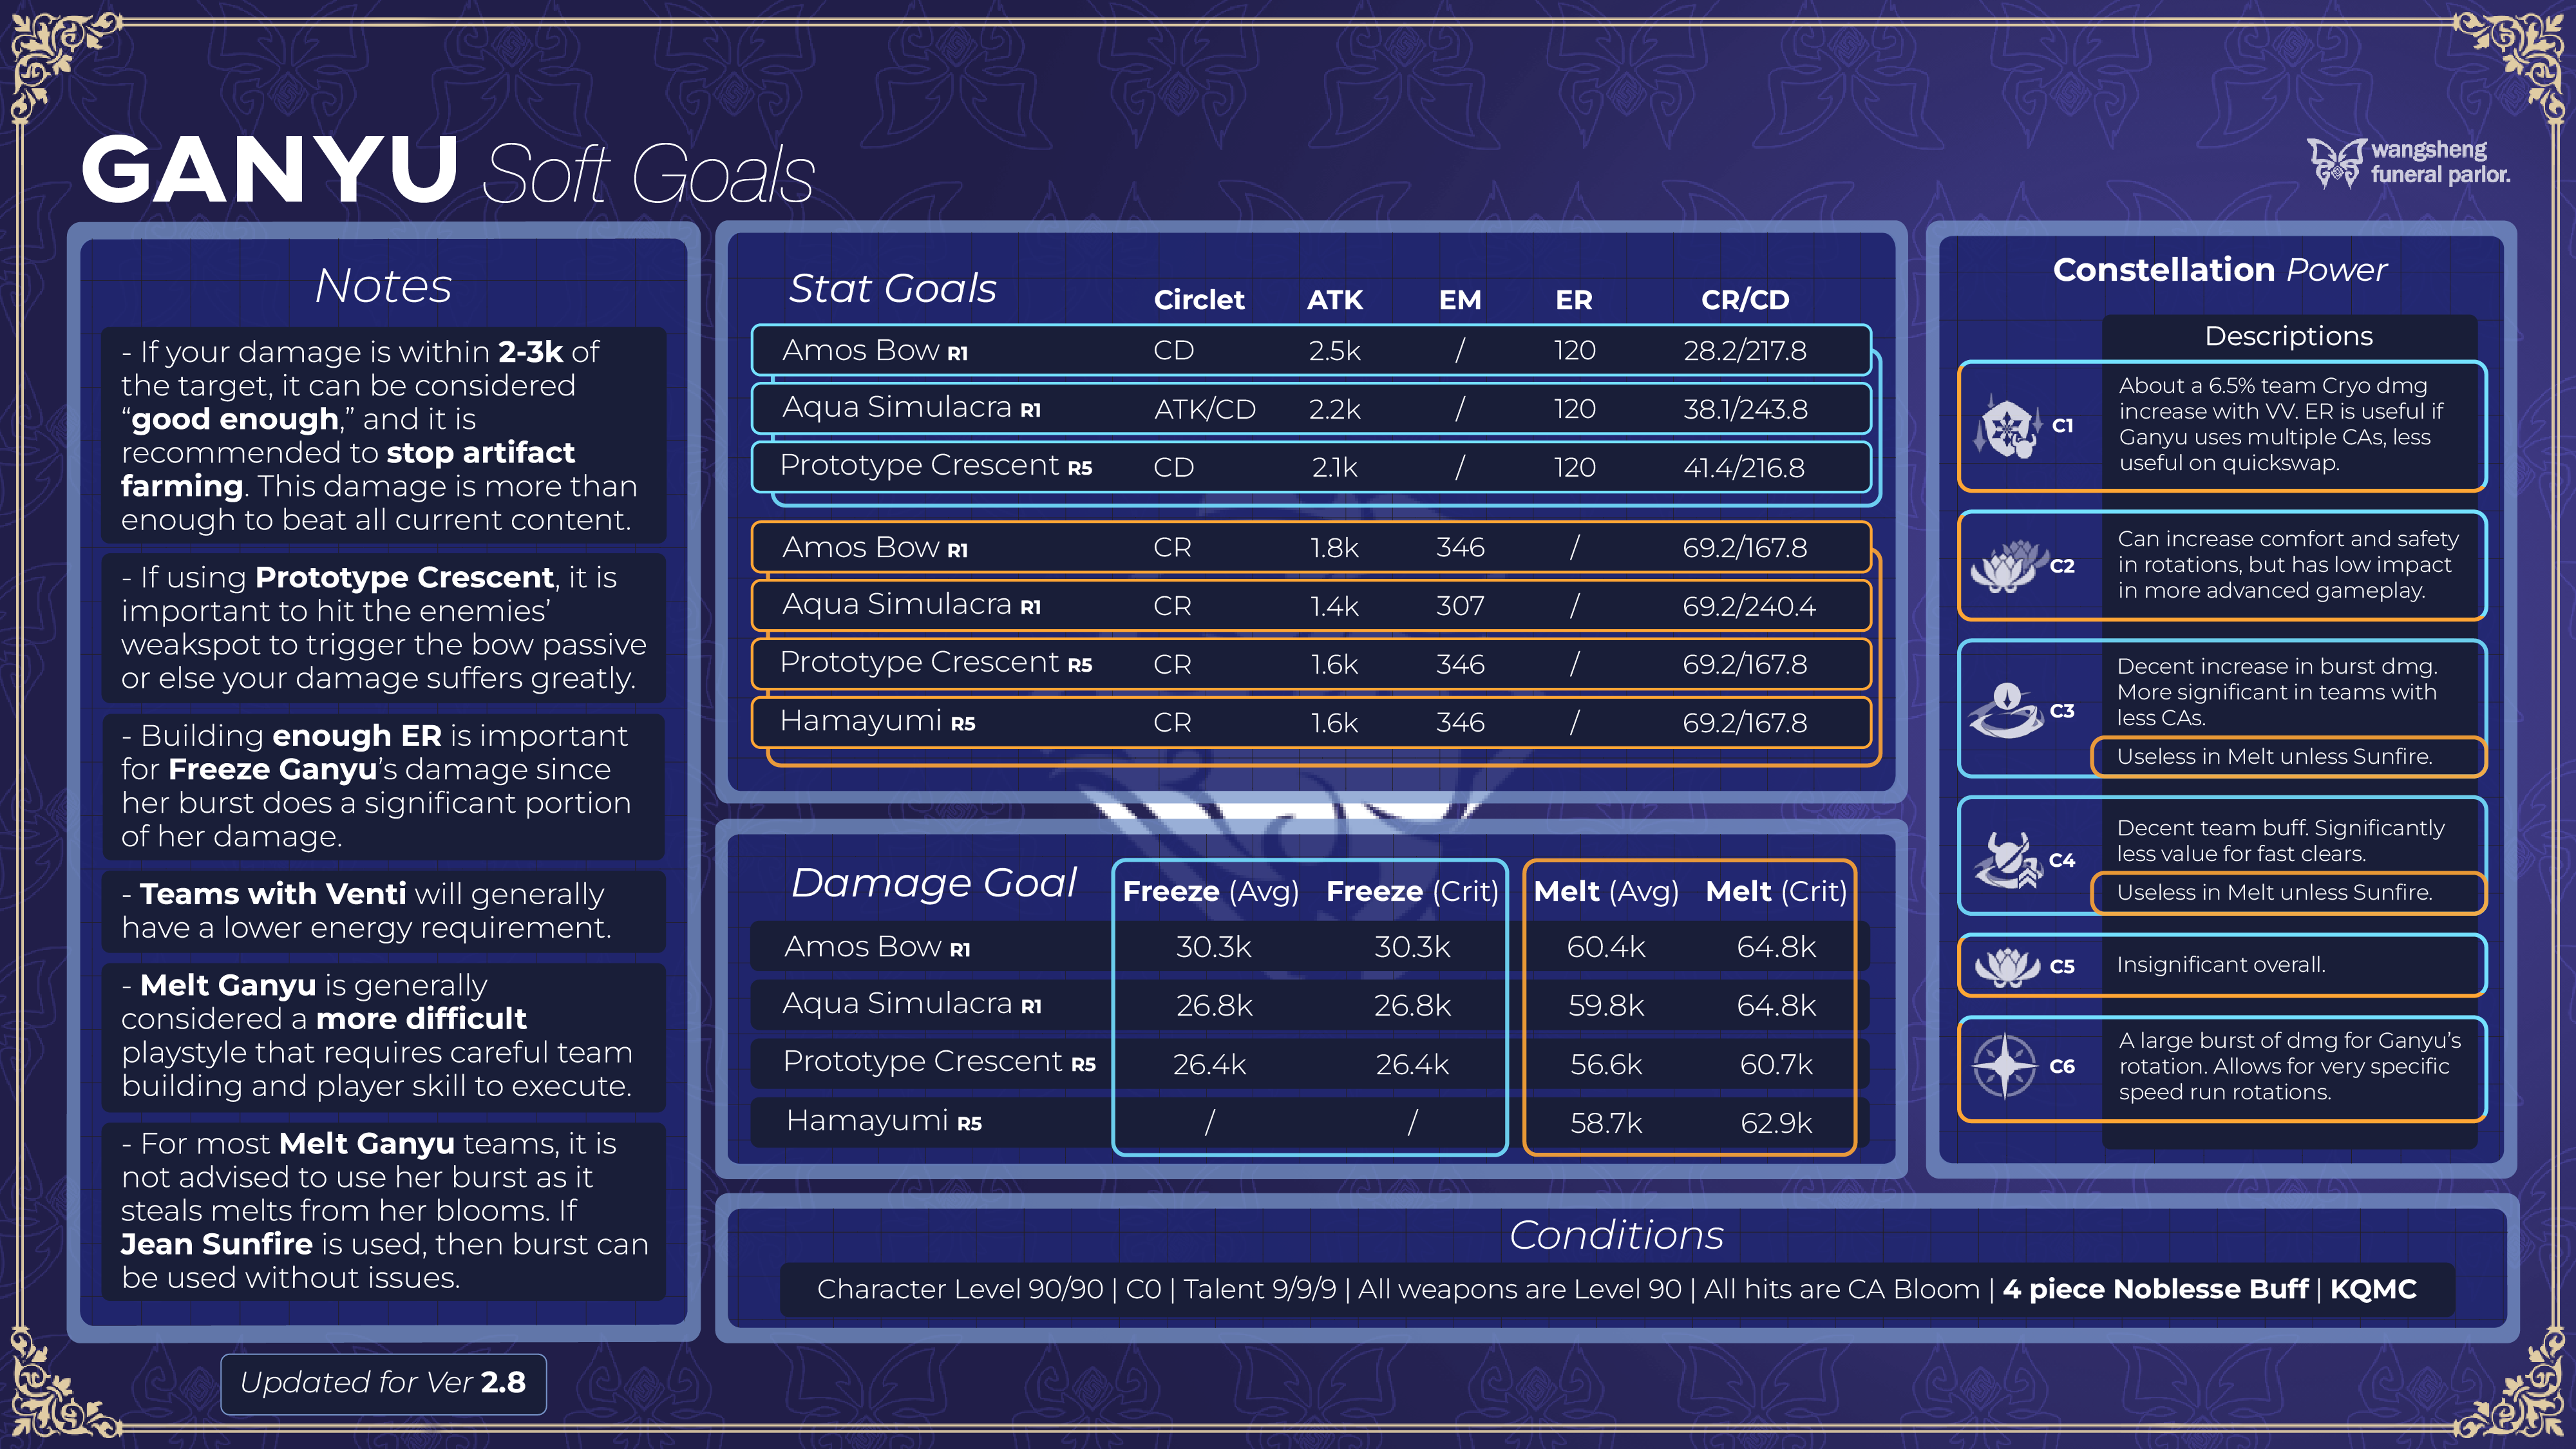 GANYU Soft Goals
wangsheng
funeral parlor.
Notes
- If your damage is within 2-3k of
the target, it can be considered
“good enough,” and it is
recommended to stop artifact
farming. This damage is more than
enough to beat all current content.
- If using Prototype Crescent, it is
important to hit the enemies’
weakspot to trigger the bow passive
or else your damage suffers greatly.
- Building enough ER is important
for Freeze Ganyu’s damage since
her burst does a significant portion
of her damage.
- Teams with Venti will generally
have a lower energy requirement.
- Melt Ganyu is generally
considered a more difficult
playstyle that requires careful team
building and player skill to execute.
- For most Melt Ganyu teams, it is
not advised to use her burst as it
steals melts from her blooms. If
Jean Sunfire is used, then burst can
be used without issues.
Stat Goals Circlet ATK EM ER CR/CD
Amos Bow R1 CD 2.5k / 120 28.2/217.8
Aqua Simulacra R1 ATK/CD 2.2k / 120 38.1/243.8
Prototype Crescent R5 CD 2.1k / 120 41.4/216.8
Amos Bow R1 CR 1.8k 346 / 69.2/167.8
Aqua Simulacra R1 CR 1.4k 307 / 69.2/240.4
Prototype Crescent R5 CR 1.6k 346 / 69.2/167.8
Hamayumi R5 CR 1.6k 346 / 69.2/167.8
Damage Goal Freeze (Avg) Freeze (Crit) Melt (Avg) Melt (Crit)
Amos Bow R1 30.3k 30.3k 60.4k 64.8k
Aqua Simulacra R1 26.8k 26.8k 59.8k 64.8k
Prototype Crescent R5 26.4k 26.4k 56.6k 60.7k
Hamayumi R5 / / 58.7k 62.9k
Constellation Power
Descriptions
C1
About a 6.5% team Cryo dmg
increase with VV. ER is useful if
Ganyu uses multiple CAs, less
useful on quickswap.
C2
Can increase comfort and safety
in rotations, but has low impact
in more advanced gameplay.
C3
Decent increase in burst dmg.
More significant in teams with
less CAs.
Useless in Melt unless Sunfire.
C4
Decent team buff. Significantly
less value for fast clears.
Useless in Melt unless Sunfire.
C5
Insignificant overall.
C6
A large burst of dmg for Ganyu’s
rotation. Allows for very specific
speed run rotations.
Conditions
Character Level 90/90 | C0 | Talent 9/9/9 | All weapons are Level 90 | All hits are CA Bloom | 4 piece Noblesse Buff | KQMC
Updated for Ver 2.8